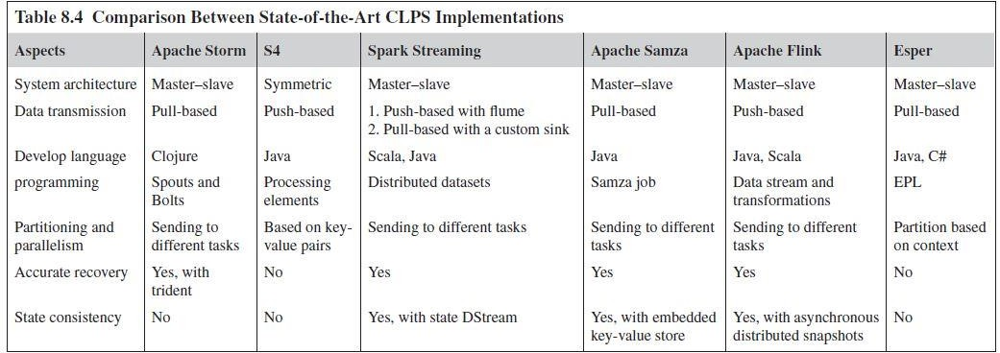 Table 8.4 Comparison Between State-of-the-Art CLPS Implementations
Aspects Apache Storm S4 Spark Streaming Apache Samza Apache Flink Esper
System architecture Master–slave Symmetric Master–slave Master–slave Master–slave Master–slave
Data transmission Pull-based Push-based 1. Push-based with flume Pull-based Push-based Pull-based
2. Pull-based with a custom sink
Develop language Clojure Java Scala, Java Java Java, Scala Java, C#
programming Spouts and Processing Distributed datasets Samza job Data stream and EPL
Bolts elements transformations
Partitioning and Sending to Based on key- Sending to different tasks Sending to different Sending to different Partition based
parallelism different tasks value pairs tasks tasks on context
Accurate recovery Yes, with No Yes Yes Yes No
trident
State consistency No No Yes, with state DStream Yes, with embedded Yes, with asynchronous No
key-value store distributed snapshots